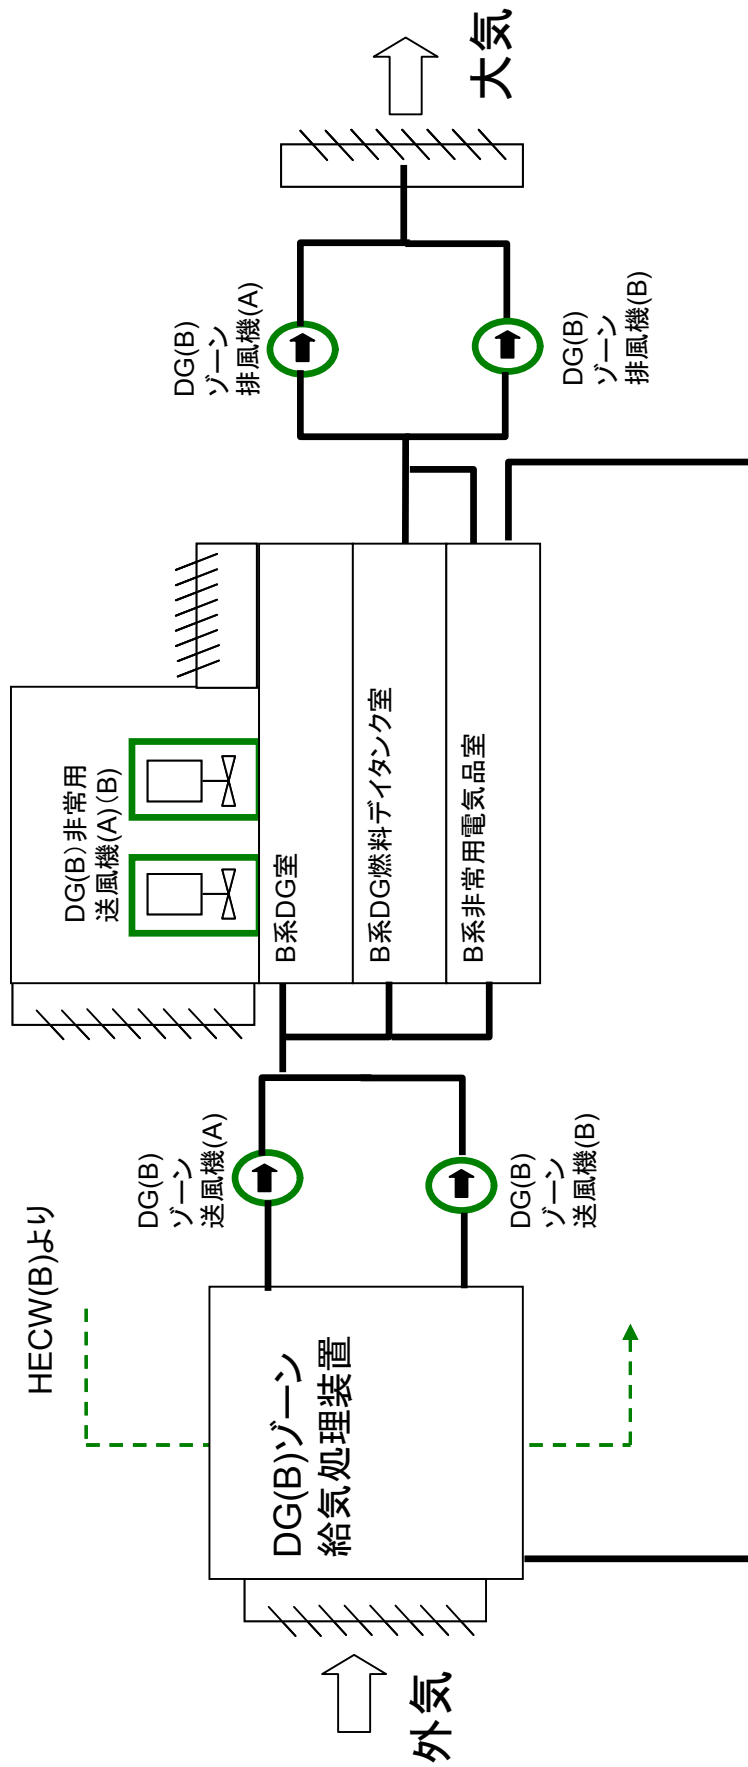 外気
DG(B)ゾーン
給気処理装置
HECW(B)より
DG(B)
ゾーン
送風機(A)
DG(B)
ゾーン
送風機(B)
DG(B)非常用
送風機(A)(B)
B系DG室
B系DG燃料デイタンク室
B系非常用電気品室
DG(B)
ゾーン
排風機(A)
DG(B)
ゾーン
排風機(B)
大気